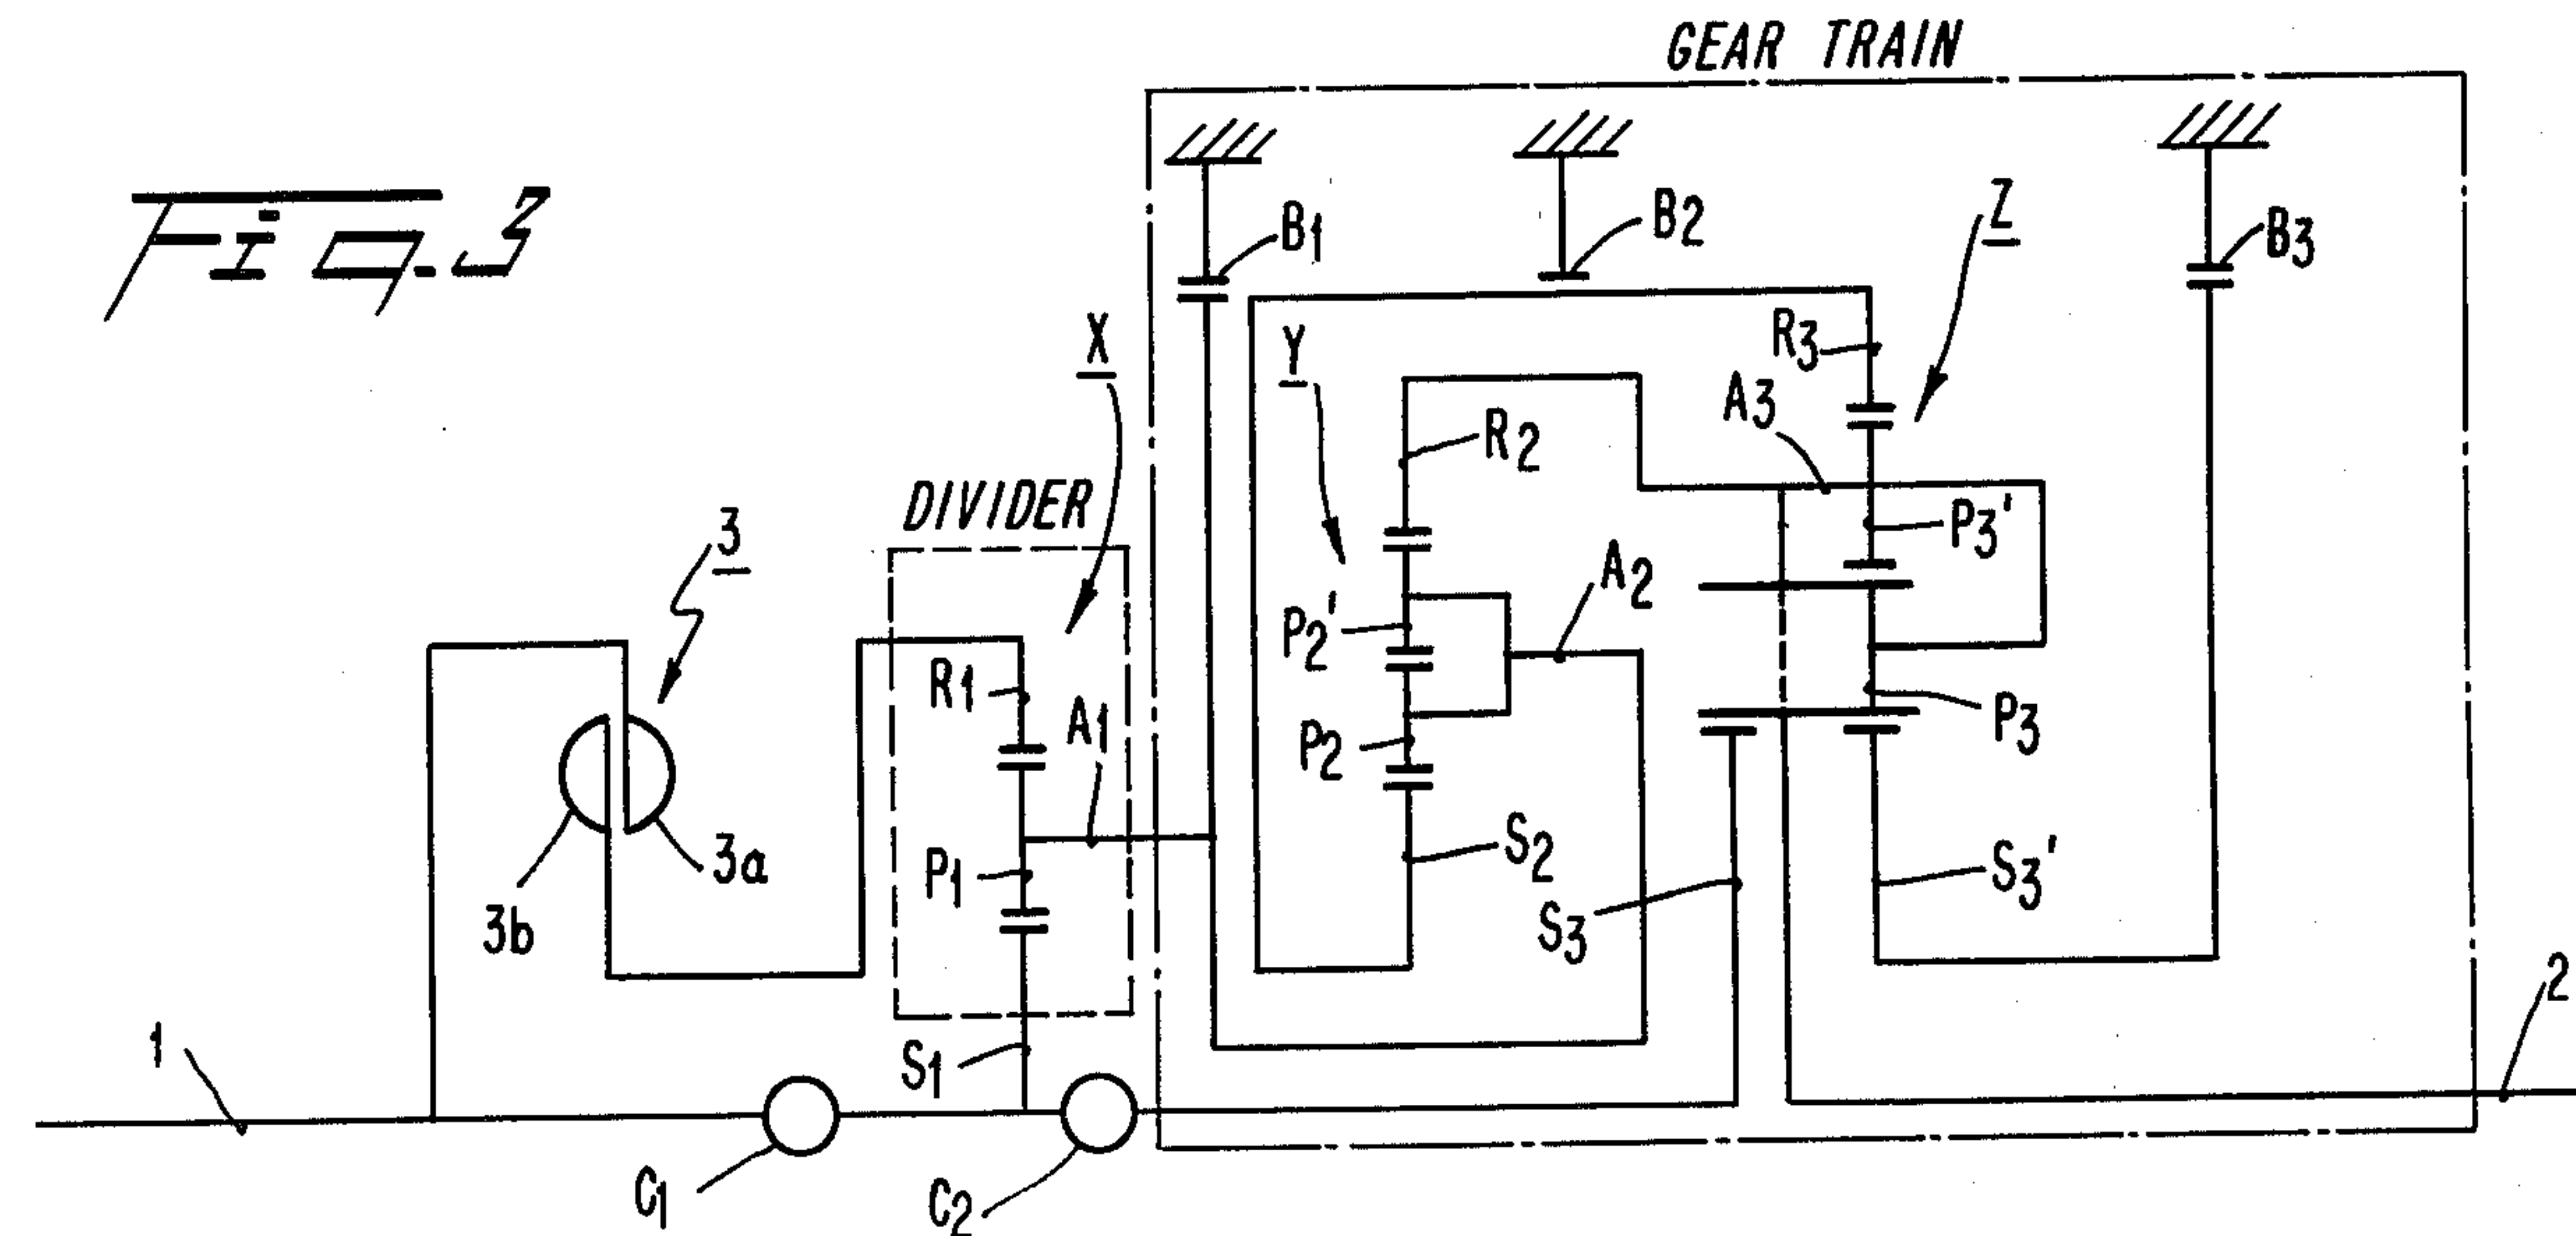 GEAR TRAIN
Fig. 3
B1
B2
Z
B3
X
Y
R3
A3
R2
DIVIDER
3
P3'
A2
P2'
R1
A1
P3
P2
3a
P1
S2
S3'
3b
S3
2
1
S1
C1
C2